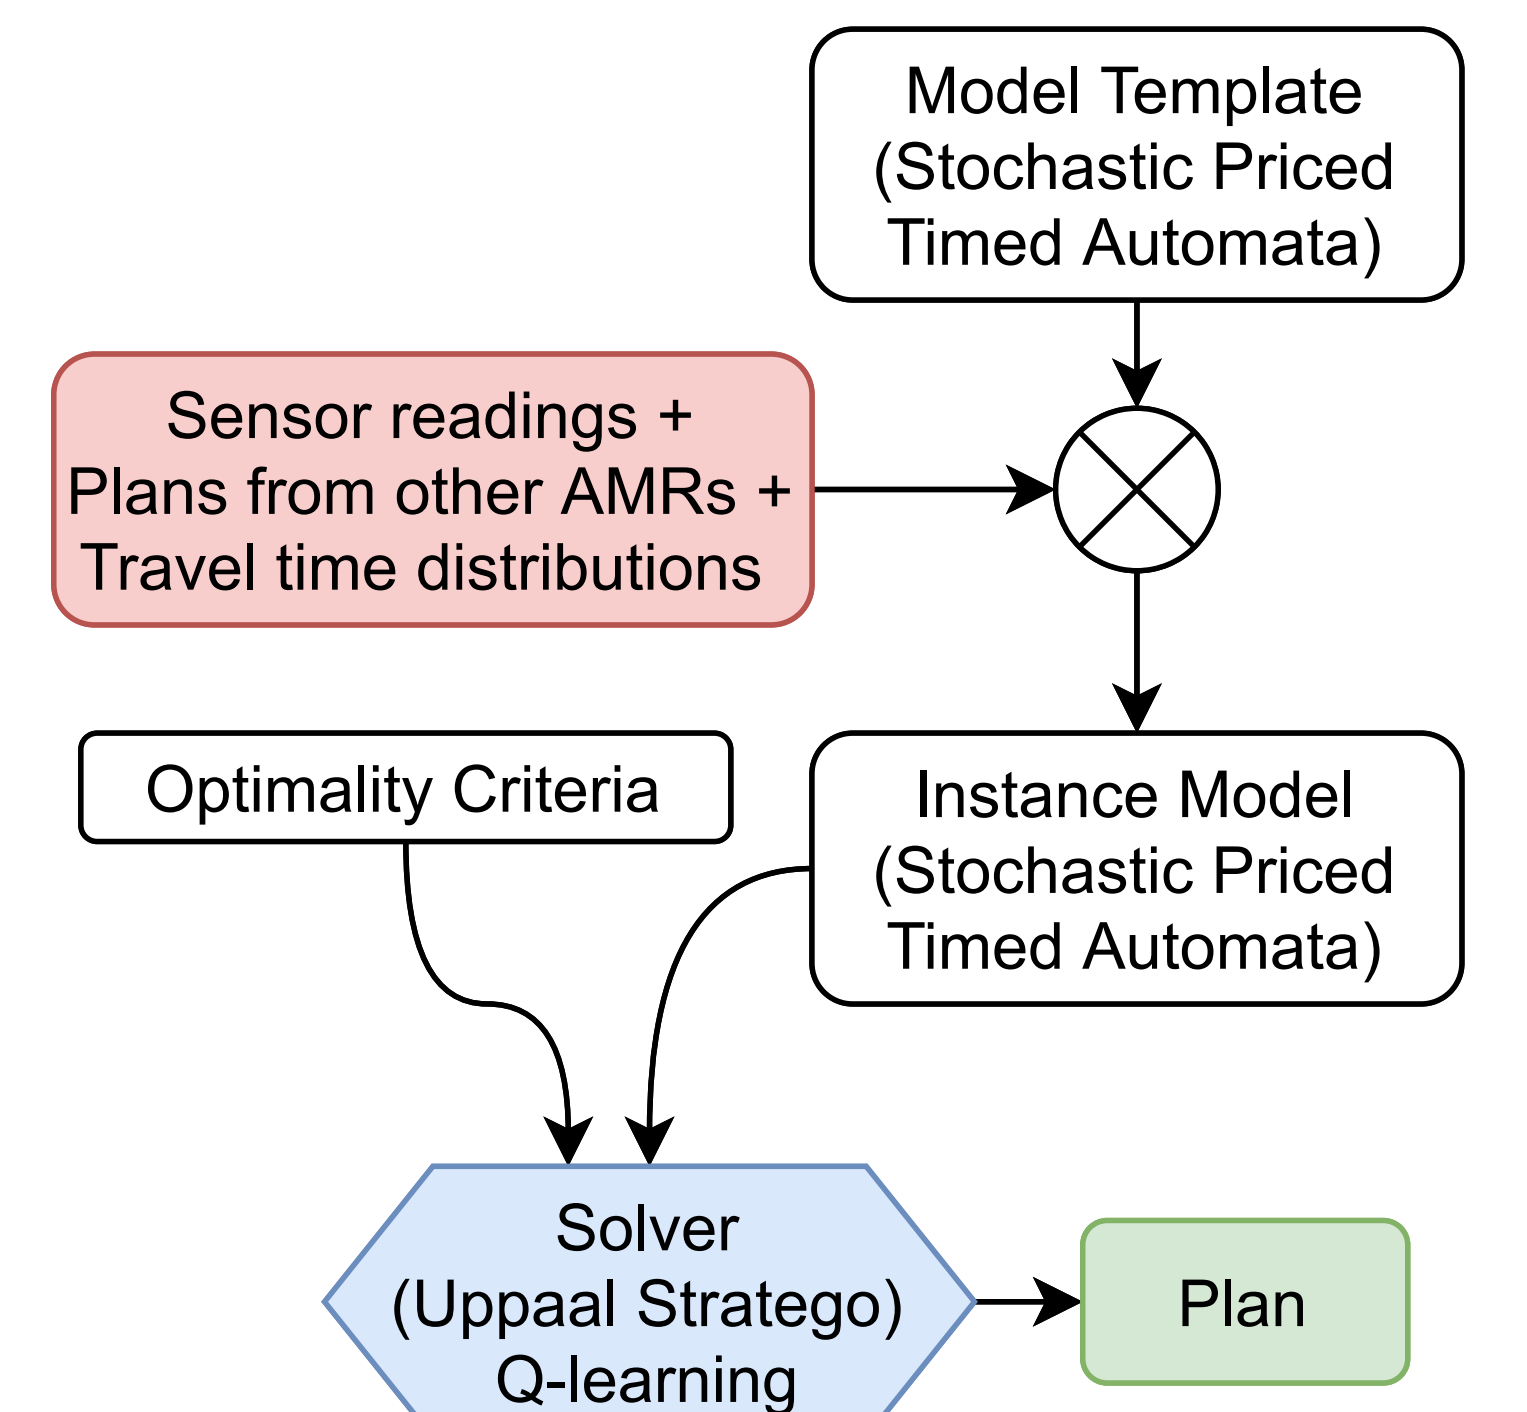 Model Template
(Stochastic Priced
Timed Automata)
Sensor readings +
Plans from other AMRs +
Travel time distributions
Optimality Criteria
Instance Model
(Stochastic Priced
Timed Automata)
Solver
(Uppaal Stratego)
Q-learning
Plan